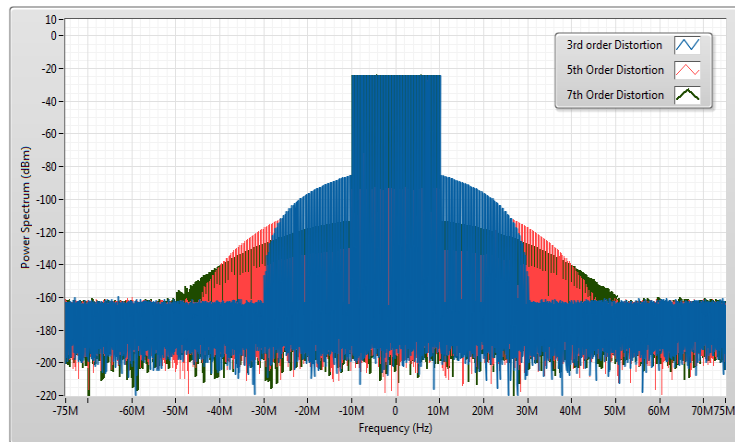 10
0
-20
-40
-60
-80
-100
-120
-140
-160
-180
-200
-220
Power Spectrum (dBm)
3rd order Distortion
5th Order Distortion
7th Order Distortion
-75M -60M -50M -40M -30M -20M -10M 0 10M 20M 30M 40M 50M 60M 70M75M
Frequency (Hz)